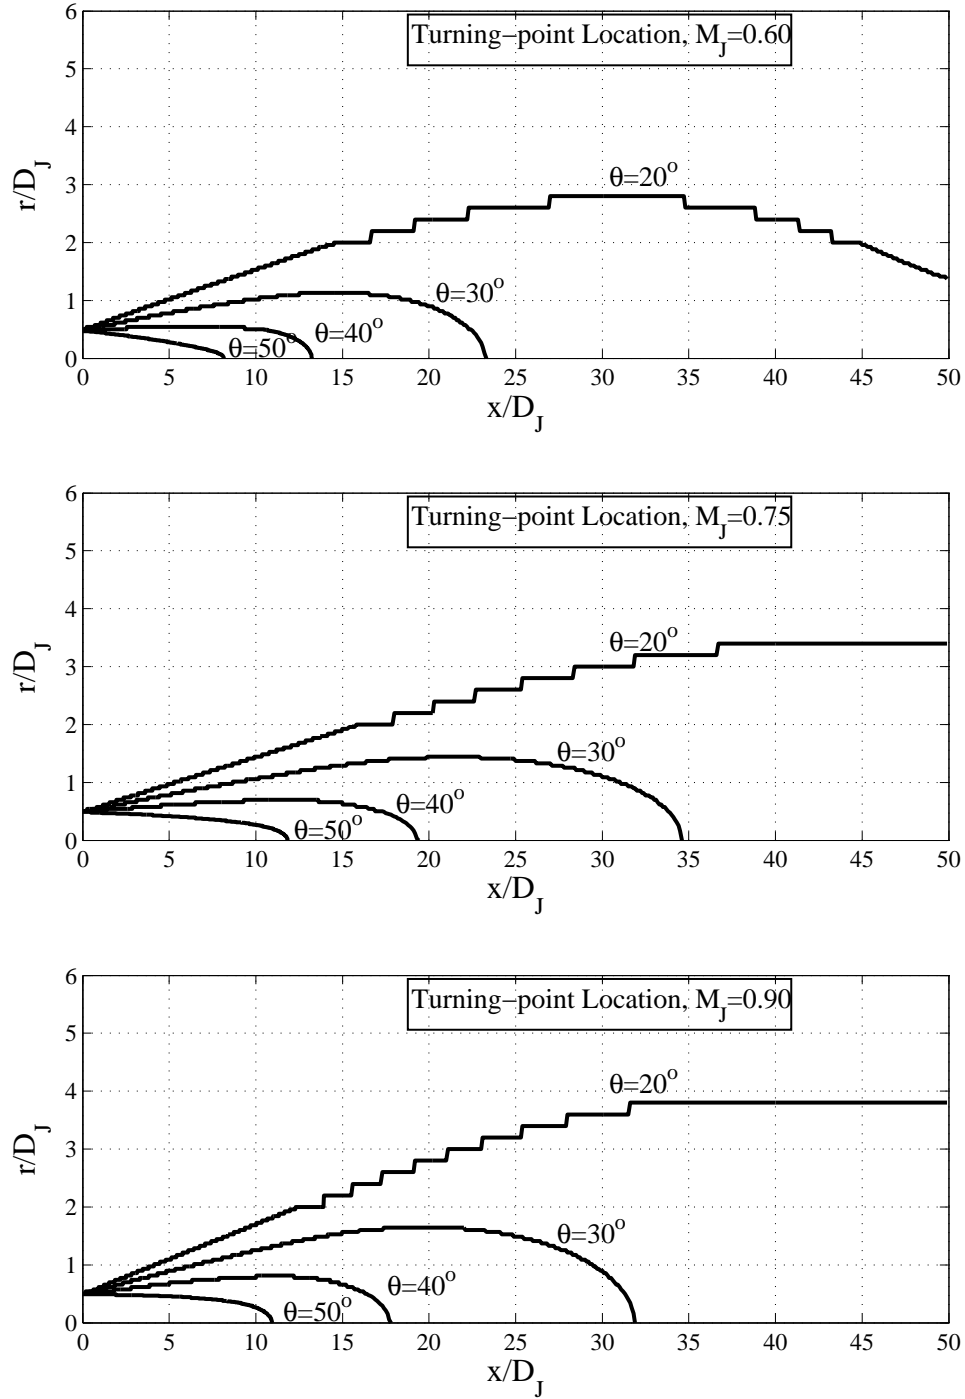 Turning−point Location, M_J=0.60
6
5
4
3
2
1
0
r/D_J
θ=20°
θ=30°
θ=40°
θ=50°
0 5 10 15 20 25 30 35 40 45 50
x/D_J
Turning−point Location, M_J=0.75
6
5
4
3
2
1
0
r/D_J
θ=20°
θ=30°
θ=40°
θ=50°
0 5 10 15 20 25 30 35 40 45 50
x/D_J
Turning−point Location, M_J=0.90
6
5
4
3
2
1
0
r/D_J
θ=20°
θ=30°
θ=40°
θ=50°
0 5 10 15 20 25 30 35 40 45 50
x/D_J